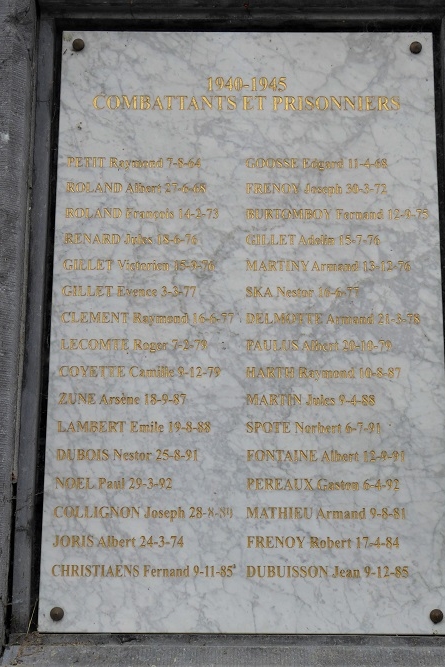 1940-1945
COMBATTANTS ET PRISONNIERS
PETIT Raymond 7-8-64 GOOSSE Edgard 11-4-68
ROLAND Albert 27-6-68 FRENOY Joseph 30-3-72
ROLAND François 14-2-73 BURTOMBOY Fernand 12-9-75
RENARD Jules 18-6-76 GILLET Adelin 15-7-76
GILLET Victorien 15-9-76 MARTINY Armand 13-12-76
GILLET Evence 3-3-77 SKA Nestor 16-6-77
CLEMENT Raymond 16-6-77 DELMOTTE Armand 21-3-78
LECOMTE Roger 7-2-79 PAULUS Albert 20-10-79
COYETTE Camille 9-12-79 HARTH Raymond 10-8-87
ZUNE Arsène 18-9-87 MARTIN Jules 9-4-88
LAMBERT Emile 19-8-88 SPOTE Norbert 6-7-91
DUBOIS Nestor 25-8-91 FONTAINE Albert 12-9-91
NOEL Paul 29-3-92 PEREAUX Gaston 6-4-92
COLLIGNON Joseph MATHIEU Armand 9-8-81
JORIS Albert 24-3-74 FRENOY Robert 17-4-84
CHRISTIAENS Fernand 9-11-85 DUBUISSON Jean 9-12-85